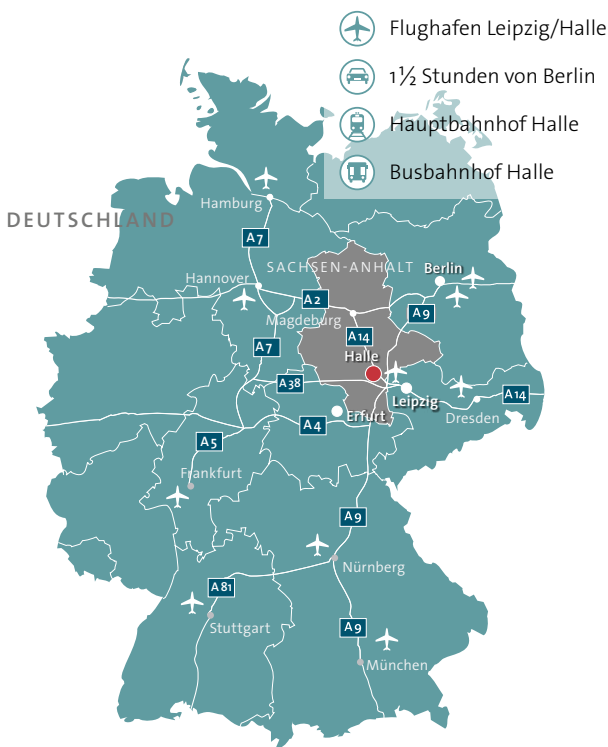 Flughafen Leipzig/Halle
1½ Stunden von Berlin
Hauptbahnhof Halle
Busbahnhof Halle
Hamburg
DEUTSCHLAND
A7
SACHSEN-ANHALT
Berlin
Hannover
A2
Magdeburg
A9
A14
A7
Halle
A38
Leipzig
A14
Erfurt
Dresden
A4
A5
Frankfurt
A9
Nürnberg
A81
Stuttgart
A9
München